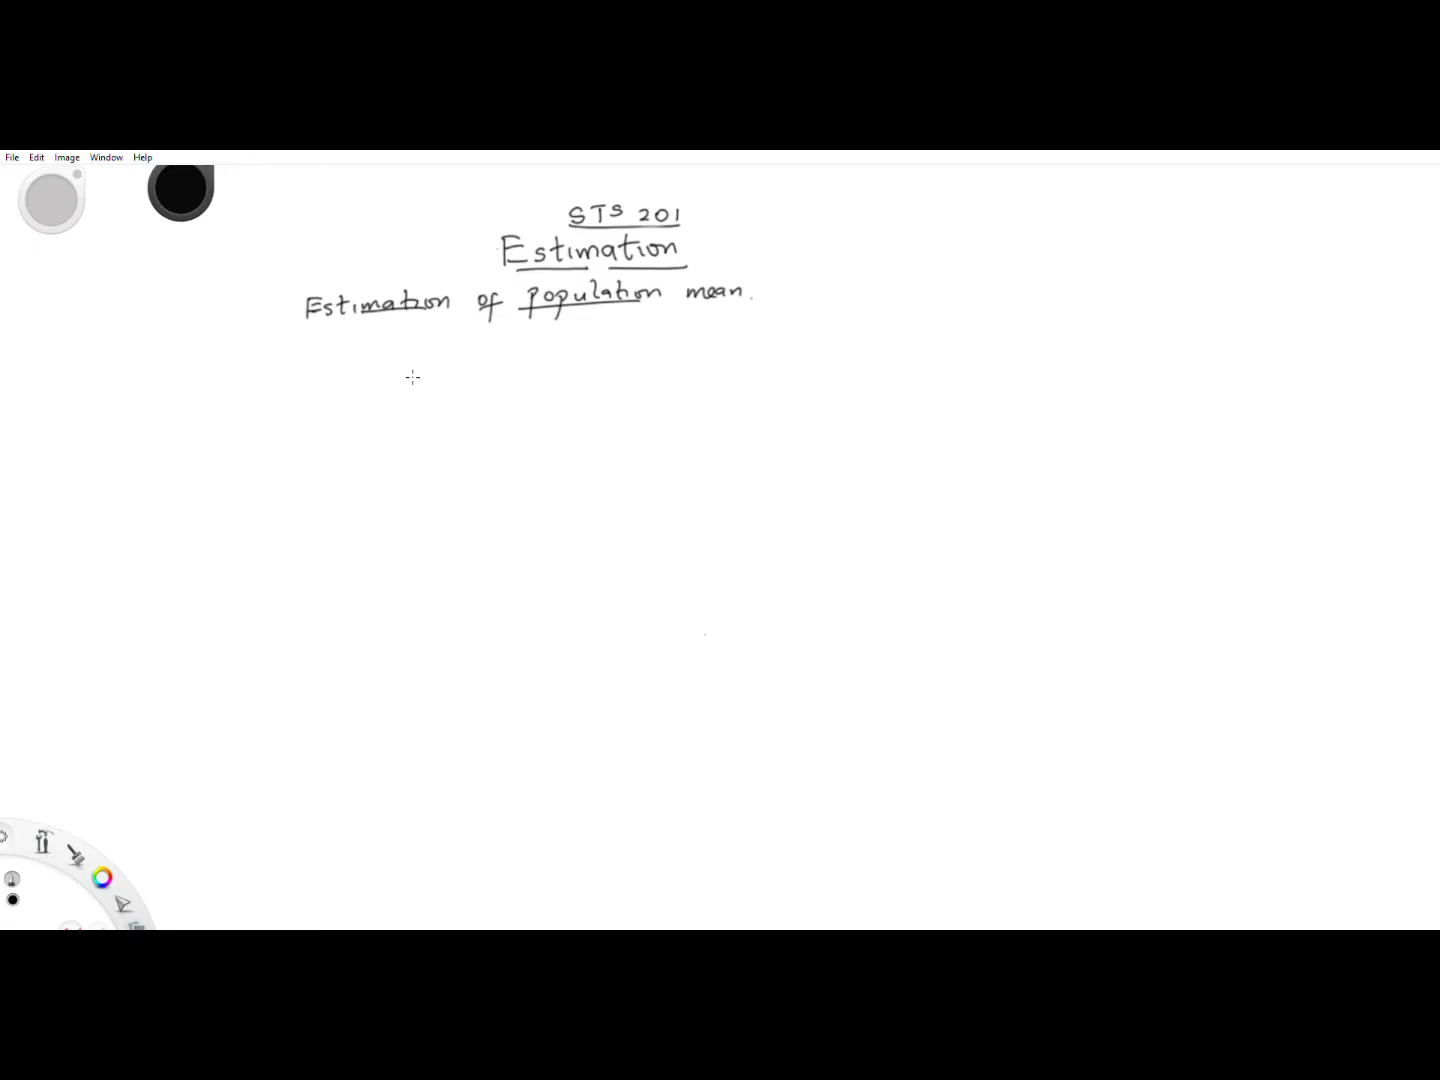 File Edit Image Window Help
STS 201
Estimation
Estimation of population mean.